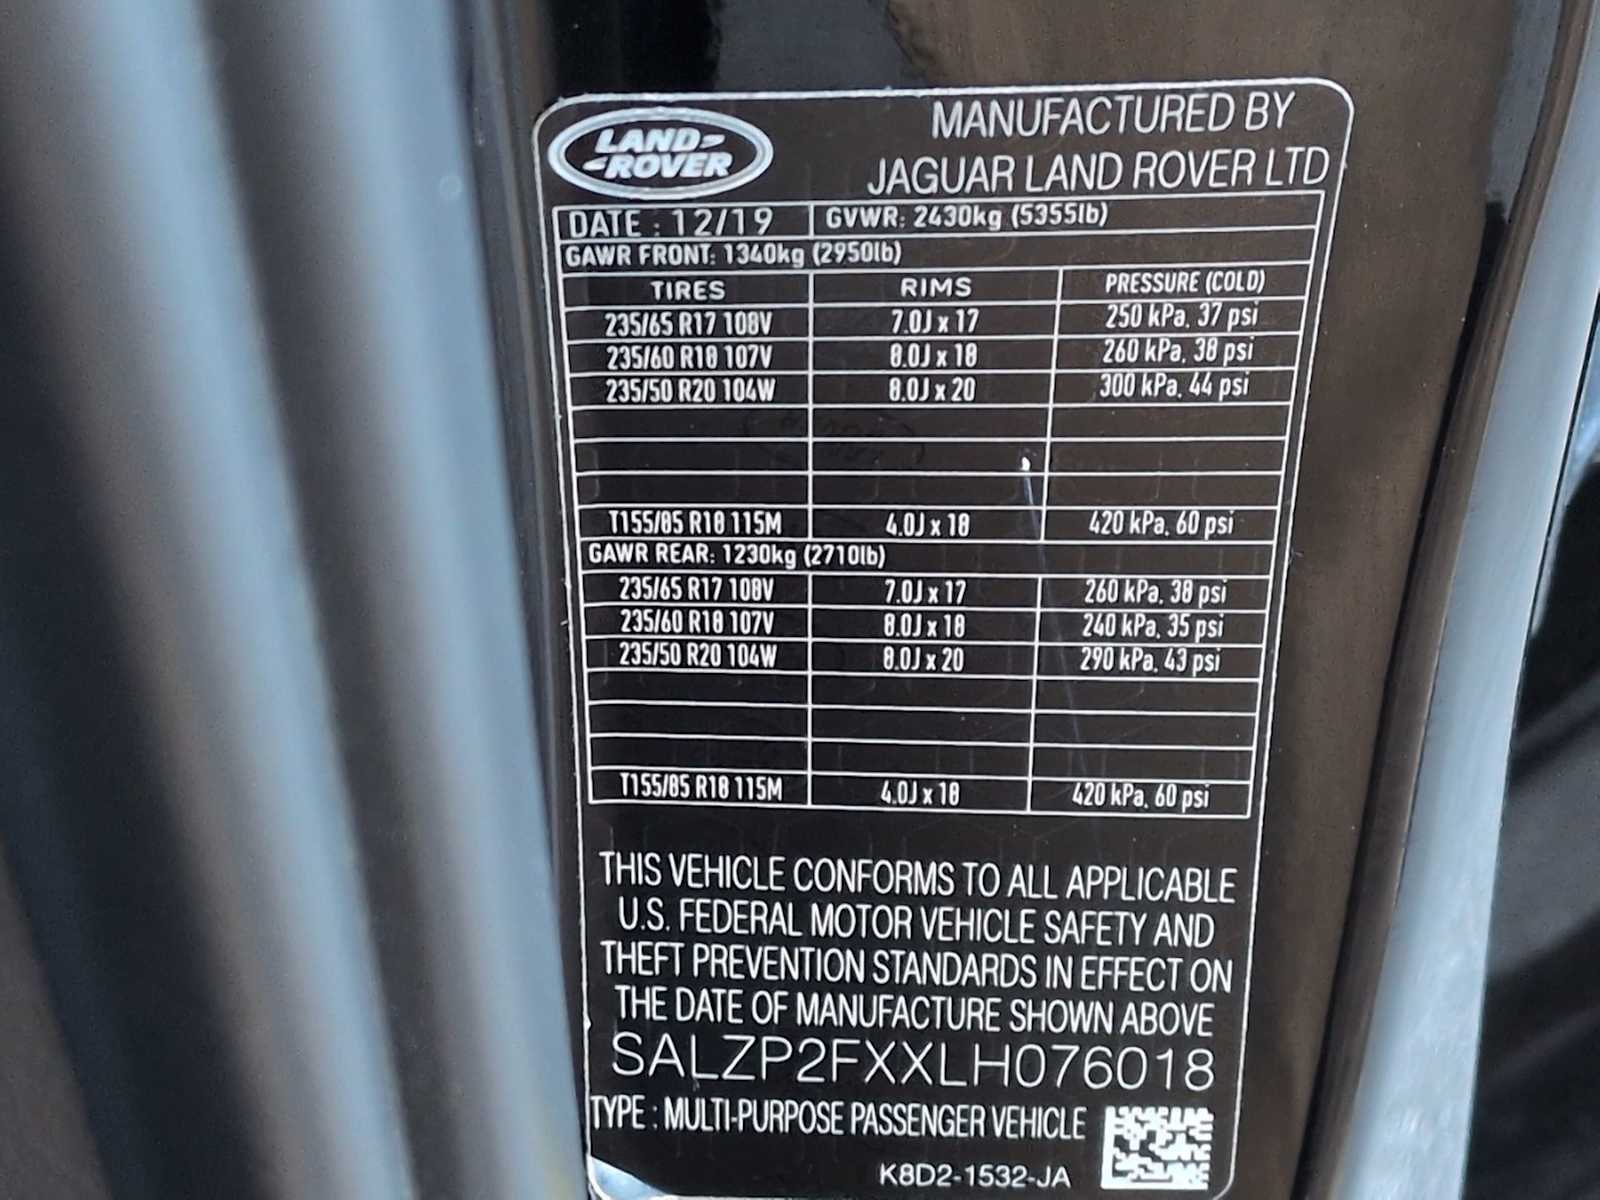 LAND
ROVER
MANUFACTURED BY
JAGUAR LAND ROVER LTD
DATE : 12/19 GVWR: 2430kg (5355lb)
GAWR FRONT: 1340kg (2950lb)
TIRES RIMS PRESSURE (COLD)
235/65 R17 108V 7.0J x 17 250 kPa, 37 psi
235/60 R18 107V 8.0J x 18 260 kPa, 38 psi
235/50 R20 104W 8.0J x 20 300 kPa, 44 psi
T155/85 R18 115M 4.0J x 18 420 kPa, 60 psi
GAWR REAR: 1230kg (2710lb)
235/65 R17 108V 7.0J x 17 260 kPa, 38 psi
235/60 R18 107V 8.0J x 18 240 kPa, 35 psi
235/50 R20 104W 8.0J x 20 290 kPa, 43 psi
T155/85 R18 115M 4.0J x 18 420 kPa, 60 psi
THIS VEHICLE CONFORMS TO ALL APPLICABLE
U.S. FEDERAL MOTOR VEHICLE SAFETY AND
THEFT PREVENTION STANDARDS IN EFFECT ON
THE DATE OF MANUFACTURE SHOWN ABOVE
SALZP2FXXLH076018
TYPE : MULTI-PURPOSE PASSENGER VEHICLE
K8D2-1532-JA